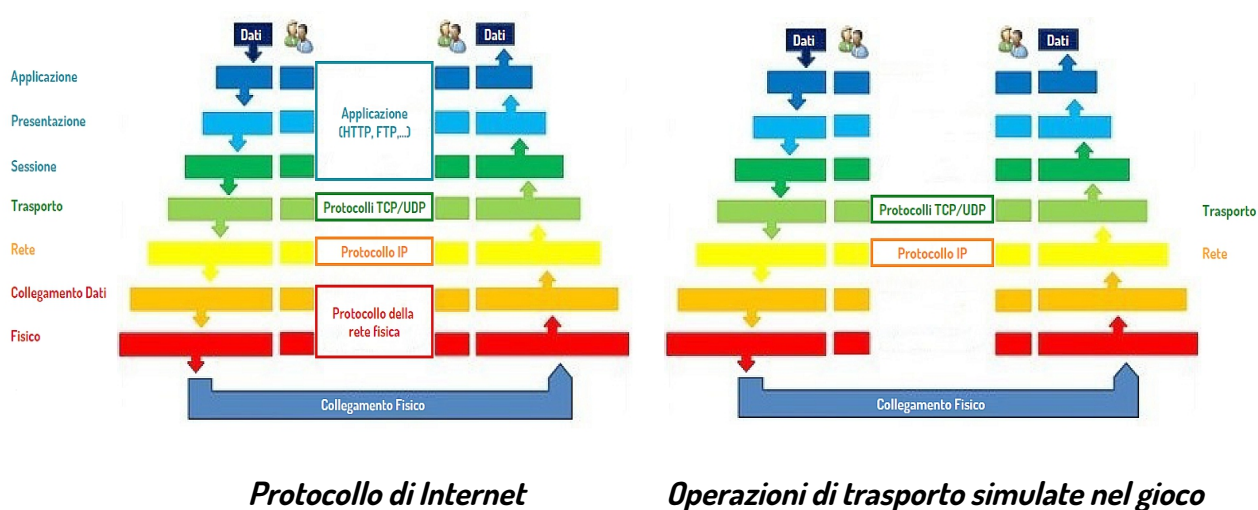 Dati
Dati
Applicazione
Presentazione
Sessione
Trasporto
Rete
Collegamento Dati
Fisico
Applicazione
(HTTP, FTP,...)
Protocolli TCP/UDP
Protocollo IP
Protocollo della
rete fisica
Collegamento Fisico
Protocollo di Internet
Dati
Dati
Protocolli TCP/UDP
Trasporto
Protocollo IP
Rete
Collegamento Fisico
Operazioni di trasporto simulate nel gioco